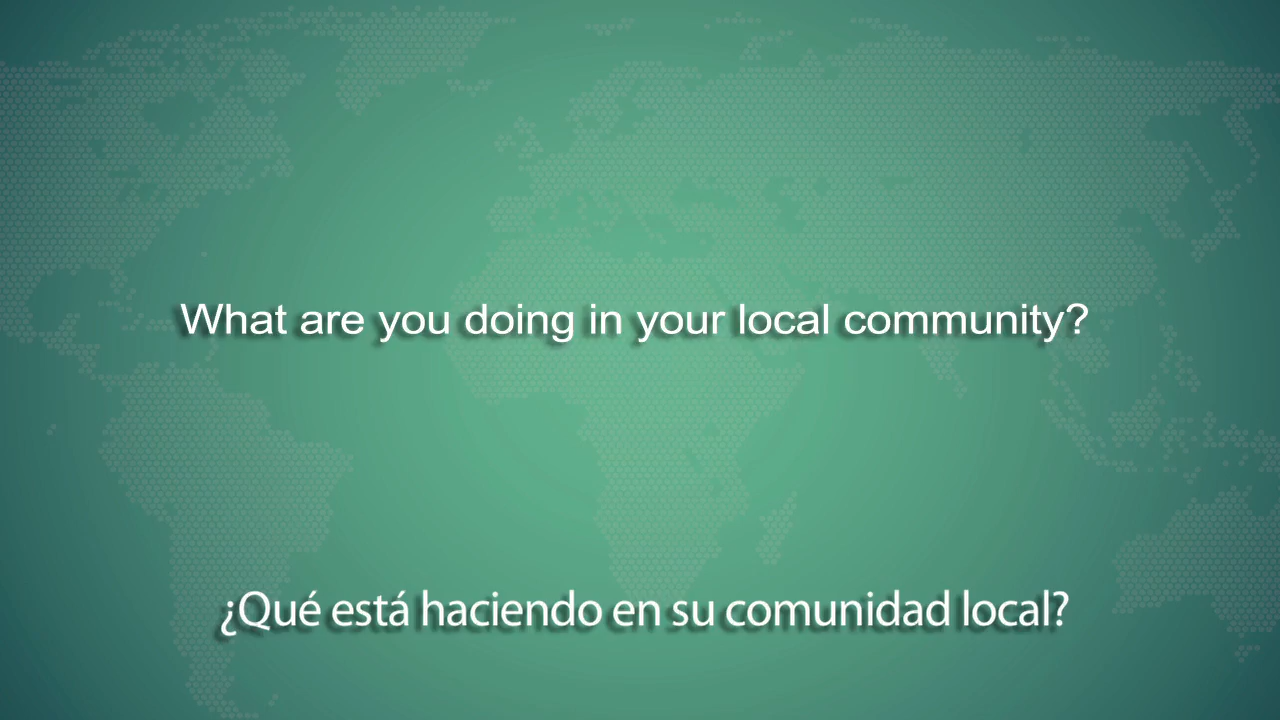 What are you doing in your local community?
¿Qué está haciendo en su comunidad local?